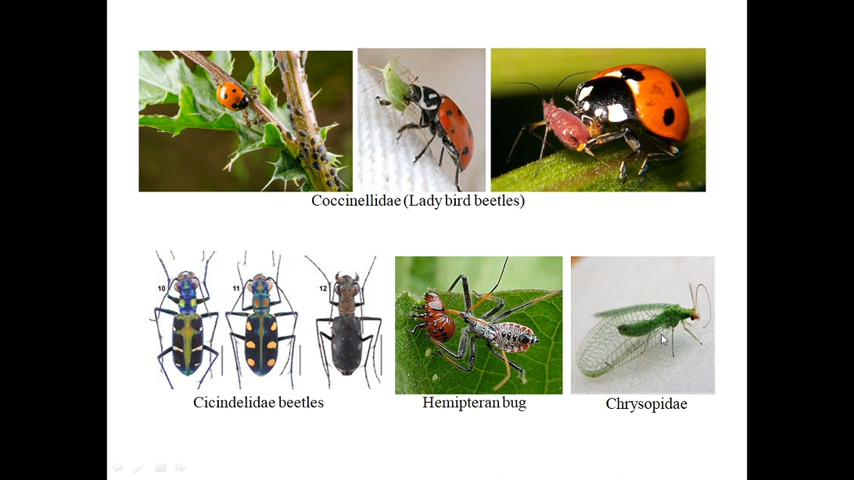 Coccinellidae (Lady bird beetles)
10 11 12
Cicindelidae beetles
Hemipteran bug
Chrysopidae